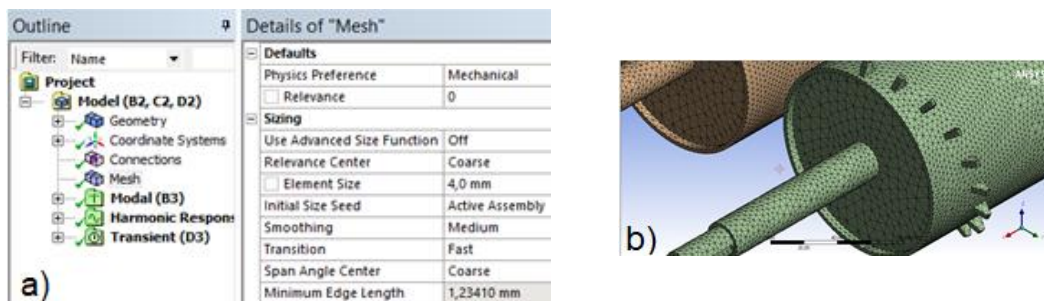 Outline
Filter: Name
Project
Model (B2, C2, D2)
Geometry
Coordinate Systems
Connections
Mesh
Modal (B3)
Harmonic Respons
Transient (D3)
a)
Details of "Mesh"
Defaults
Physics Preference Mechanical
Relevance 0
Sizing
Use Advanced Size Function Off
Relevance Center Coarse
Element Size 4,0 mm
Initial Size Seed Active Assembly
Smoothing Medium
Transition Fast
Span Angle Center Coarse
Minimum Edge Length 1,23410 mm
b)